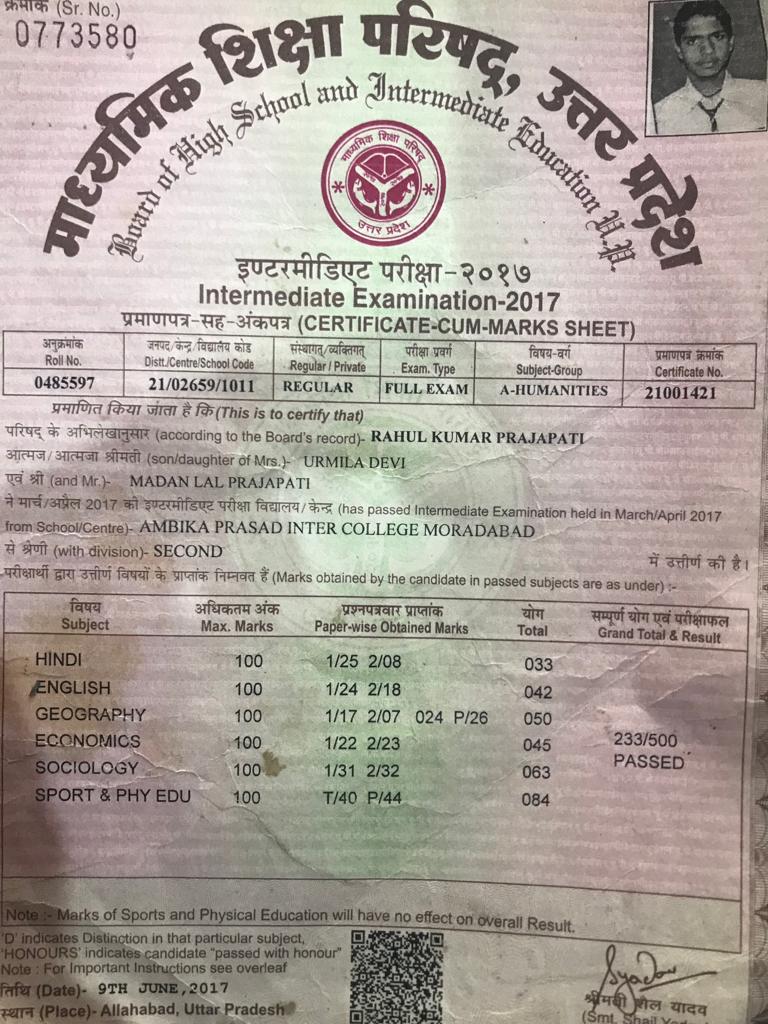 क्रमांक (Sr. No.)
0773580
माध्यमिक शिक्षा परिषद्, उत्तर प्रदेश
Board of High School and Intermediate Education U.P.
माध्यमिक शिक्षा परिषद
उत्तर प्रदेश
इण्टरमीडिएट परीक्षा-२०१७
Intermediate Examination-2017
प्रमाणपत्र-सह-अंकपत्र (CERTIFICATE-CUM-MARKS SHEET)
अनुक्रमांक जनपद/केन्द्र/विद्यालय कोड संस्थागत्/व्यक्तिगत् परीक्षा प्रवर्ग विषय-वर्ग प्रमाणपत्र क्रमांक
Roll No. Distt./Centre/School Code Regular / Private Exam. Type Subject-Group Certificate No.
0485597 21/02659/1011 REGULAR FULL EXAM A-HUMANITIES 21001421
प्रमाणित किया जाता है कि (This is to certify that)
परिषद् के अभिलेखानुसार (according to the Board's record)- RAHUL KUMAR PRAJAPATI
आत्मज/आत्मजा श्रीमती (son/daughter of Mrs.)- URMILA DEVI
एवं श्री (and Mr.)- MADAN LAL PRAJAPATI
ने मार्च/अप्रैल 2017 की इण्टरमीडिएट परीक्षा विद्यालय/केन्द्र (has passed Intermediate Examination held in March/April 2017
from School/Centre)- AMBIKA PRASAD INTER COLLEGE MORADABAD
से श्रेणी (with division)- SECOND में उत्तीर्ण की है।
परीक्षार्थी द्वारा उत्तीर्ण विषयों के प्राप्तांक निम्नवत हैं (Marks obtained by the candidate in passed subjects are as under) :-
विषय अधिकतम अंक प्रश्नपत्रवार प्राप्तांक योग सम्पूर्ण योग एवं परीक्षाफल
Subject Max. Marks Paper-wise Obtained Marks Total Grand Total & Result
HINDI 100 1/25 2/08 033
ENGLISH 100 1/24 2/18 042
GEOGRAPHY 100 1/17 2/07 024 P/26 050
ECONOMICS 100 1/22 2/23 045 233/500
SOCIOLOGY 100 1/31 2/32 063 PASSED
SPORT & PHY EDU 100 T/40 P/44 084
Note :- Marks of Sports and Physical Education will have no effect on overall Result.
'D' indicates Distinction in that particular subject,
'HONOURS' indicates candidate "passed with honour"
Note : For Important Instructions see overleaf
तिथि (Date)- 9TH JUNE,2017
स्थान (Place)- Allahabad, Uttar Pradesh
श्रीमती शैल यादव
(Smt. Shail